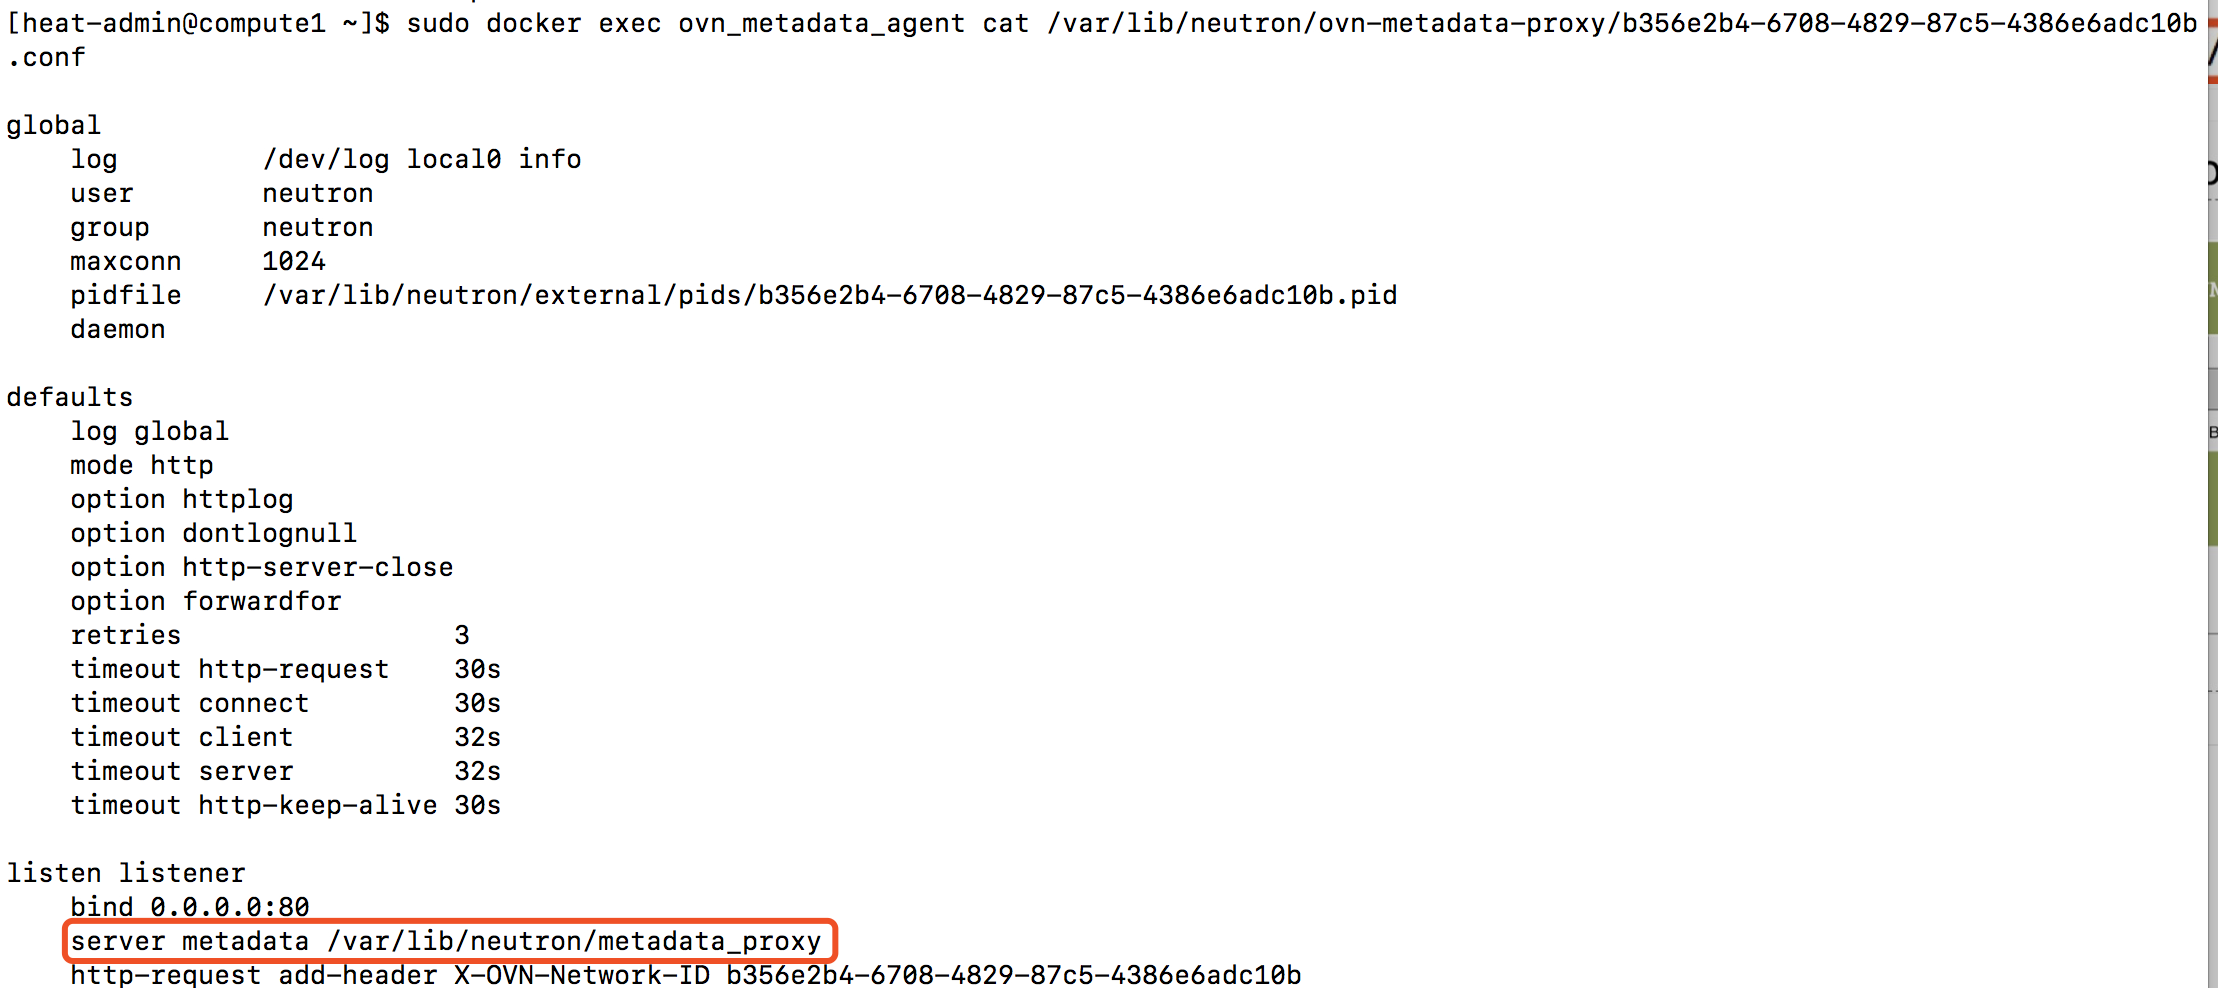 [heat-admin@compute1 ~]$ sudo docker exec ovn_metadata_agent cat /var/lib/neutron/ovn-metadata-proxy/b356e2b4-6708-4829-87c5-4386e6adc10b
.conf
global
log /dev/log local0 info
user neutron
group neutron
maxconn 1024
pidfile /var/lib/neutron/external/pids/b356e2b4-6708-4829-87c5-4386e6adc10b.pid
daemon
defaults
log global
mode http
option httplog
option dontlognull
option http-server-close
option forwardfor
retries 3
timeout http-request 30s
timeout connect 30s
timeout client 32s
timeout server 32s
timeout http-keep-alive 30s
listen listener
bind 0.0.0.0:80
server metadata /var/lib/neutron/metadata_proxy
http-request add-header X-OVN-Network-ID b356e2b4-6708-4829-87c5-4386e6adc10b